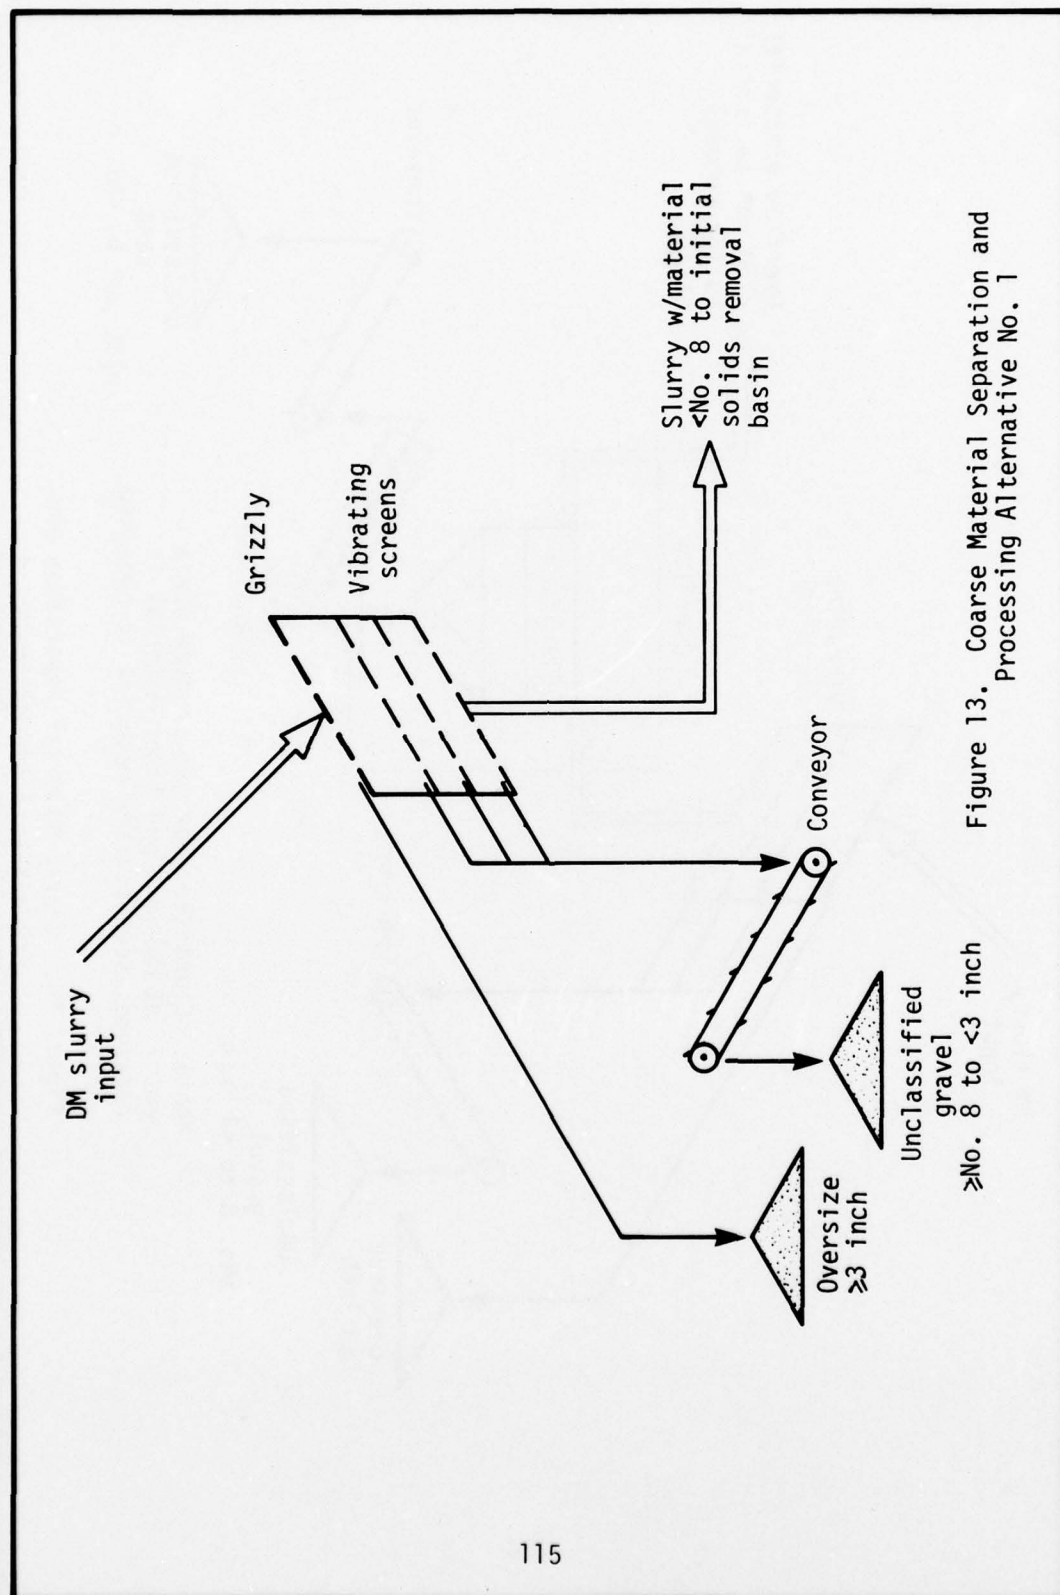 DM slurry
input
Grizzly
Vibrating
screens
Slurry w/material
<No. 8 to initial
solids removal
basin
Conveyor
Oversize
≥3 inch
Unclassified
gravel
≥No. 8 to <3 inch
Figure 13. Coarse Material Separation and
Processing Alternative No. 1
115